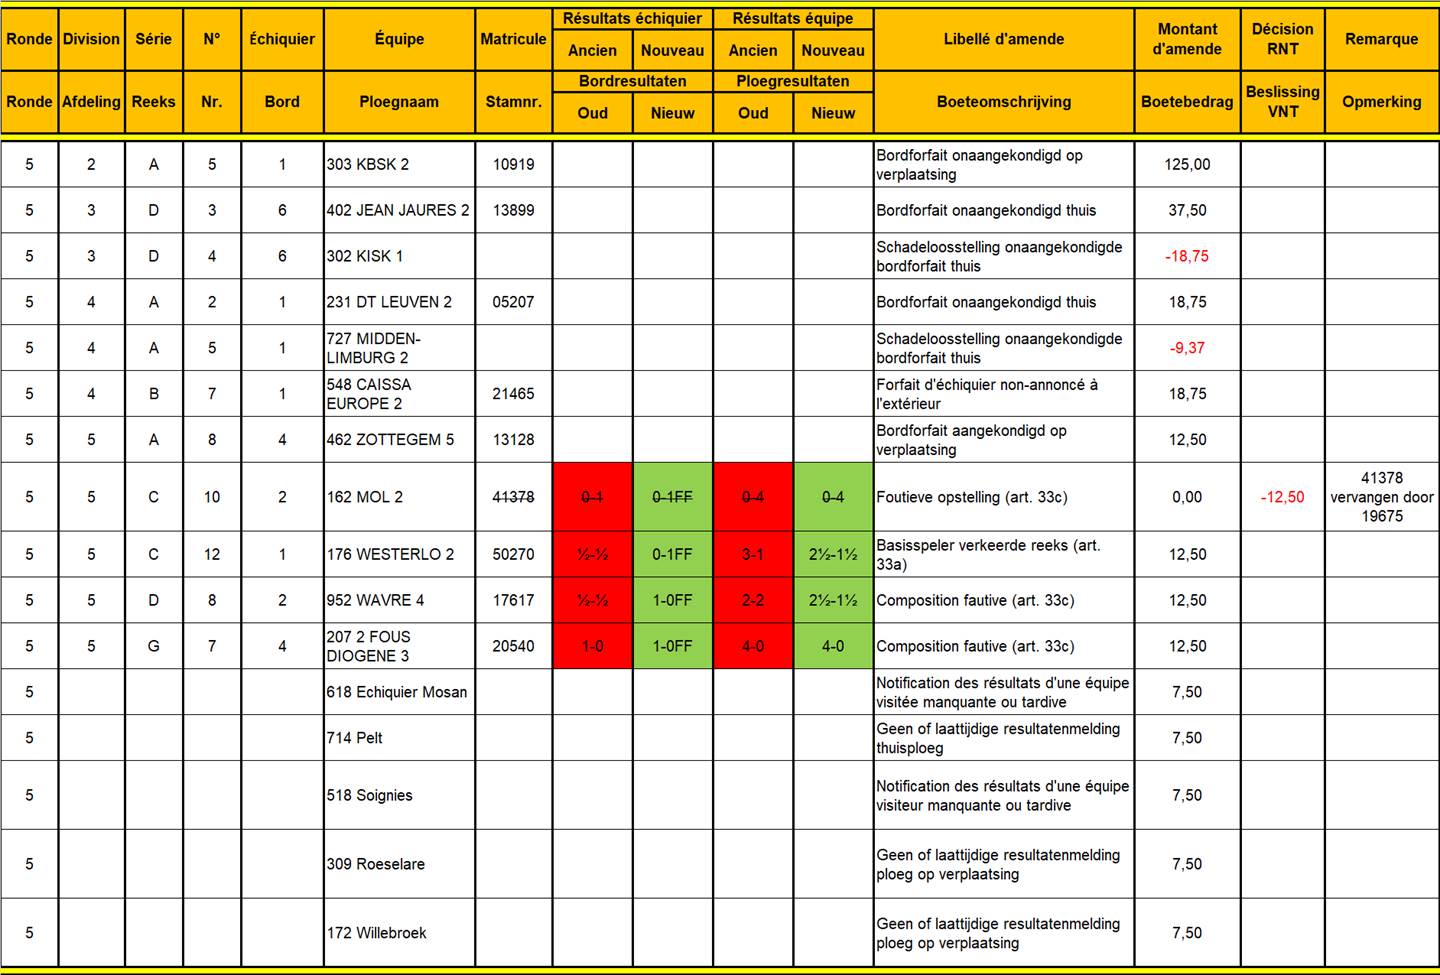 Ronde Division Série N° Échiquier Équipe Matricule Résultats échiquier Résultats équipe Libellé d'amende Montant d'amende Décision RNT Remarque
Ancien Nouveau Ancien Nouveau
Ronde Afdeling Reeks Nr. Bord Ploegnaam Stamnr. Bordresultaten Ploegresultaten Boeteomschrijving Boetebedrag Beslissing VNT Opmerking
Oud Nieuw Oud Nieuw
5 2 A 5 1 303 KBSK 2 10919 Bordforfait onaangekondigd op verplaatsing 125,00
5 3 D 3 6 402 JEAN JAURES 2 13899 Bordforfait onaangekondigd thuis 37,50
5 3 D 4 6 302 KISK 1 Schadeloosstelling onaangekondigde bordforfait thuis -18,75
5 4 A 2 1 231 DT LEUVEN 2 05207 Bordforfait onaangekondigd thuis 18,75
5 4 A 5 1 727 MIDDEN-LIMBURG 2 Schadeloosstelling onaangekondigde bordforfait thuis -9,37
5 4 B 7 1 548 CAISSA EUROPE 2 21465 Forfait d'échiquier non-annoncé à l'extérieur 18,75
5 5 A 8 4 462 ZOTTEGEM 5 13128 Bordforfait aangekondigd op verplaatsing 12,50
5 5 C 10 2 162 MOL 2 41378 0-1 0-1FF 0-4 0-4 Foutieve opstelling (art. 33c) 0,00 -12,50 41378 vervangen door 19675
5 5 C 12 1 176 WESTERLO 2 50270 ½-½ 0-1FF 3-1 2½-1½ Basisspeler verkeerde reeks (art. 33a) 12,50
5 5 D 8 2 952 WAVRE 4 17617 ½-½ 1-0FF 2-2 2½-1½ Composition fautive (art. 33c) 12,50
5 5 G 7 4 207 2 FOUS DIOGENE 3 20540 1-0 1-0FF 4-0 4-0 Composition fautive (art. 33c) 12,50
5 618 Echiquier Mosan Notification des résultats d'une équipe visitée manquante ou tardive 7,50
5 714 Pelt Geen of laattijdige resultatenmelding thuisploeg 7,50
5 518 Soignies Notification des résultats d'une équipe visiteur manquante ou tardive 7,50
5 309 Roeselare Geen of laattijdige resultatenmelding ploeg op verplaatsing 7,50
5 172 Willebroek Geen of laattijdige resultatenmelding ploeg op verplaatsing 7,50